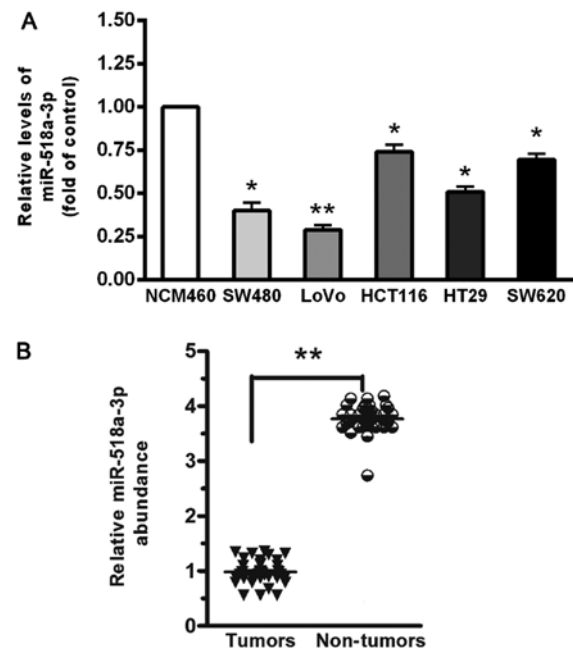 A
Relative levels of
miR-518a-3p
(fold of control)
1.50
1.25
1.00
0.75
0.50
0.25
0.00
*
**
*
*
*
NCM460 SW480 LoVo HCT116 HT29 SW620
B
Relative miR-518a-3p
abundance
5
4
3
2
1
0
**
Tumors Non-tumors